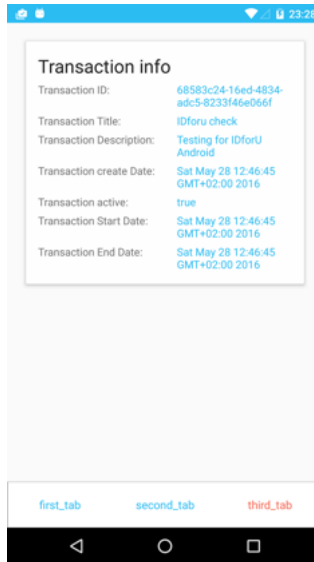 23:28
Transaction info
Transaction ID: 68583c24-16ed-4834-
adc5-8233f46e066f
Transaction Title: IDforu check
Transaction Description: Testing for IDforU
Android
Transaction create Date: Sat May 28 12:46:45
GMT+02:00 2016
Transaction active: true
Transaction Start Date: Sat May 28 12:46:45
GMT+02:00 2016
Transaction End Date: Sat May 28 12:46:45
GMT+02:00 2016
first_tab second_tab third_tab